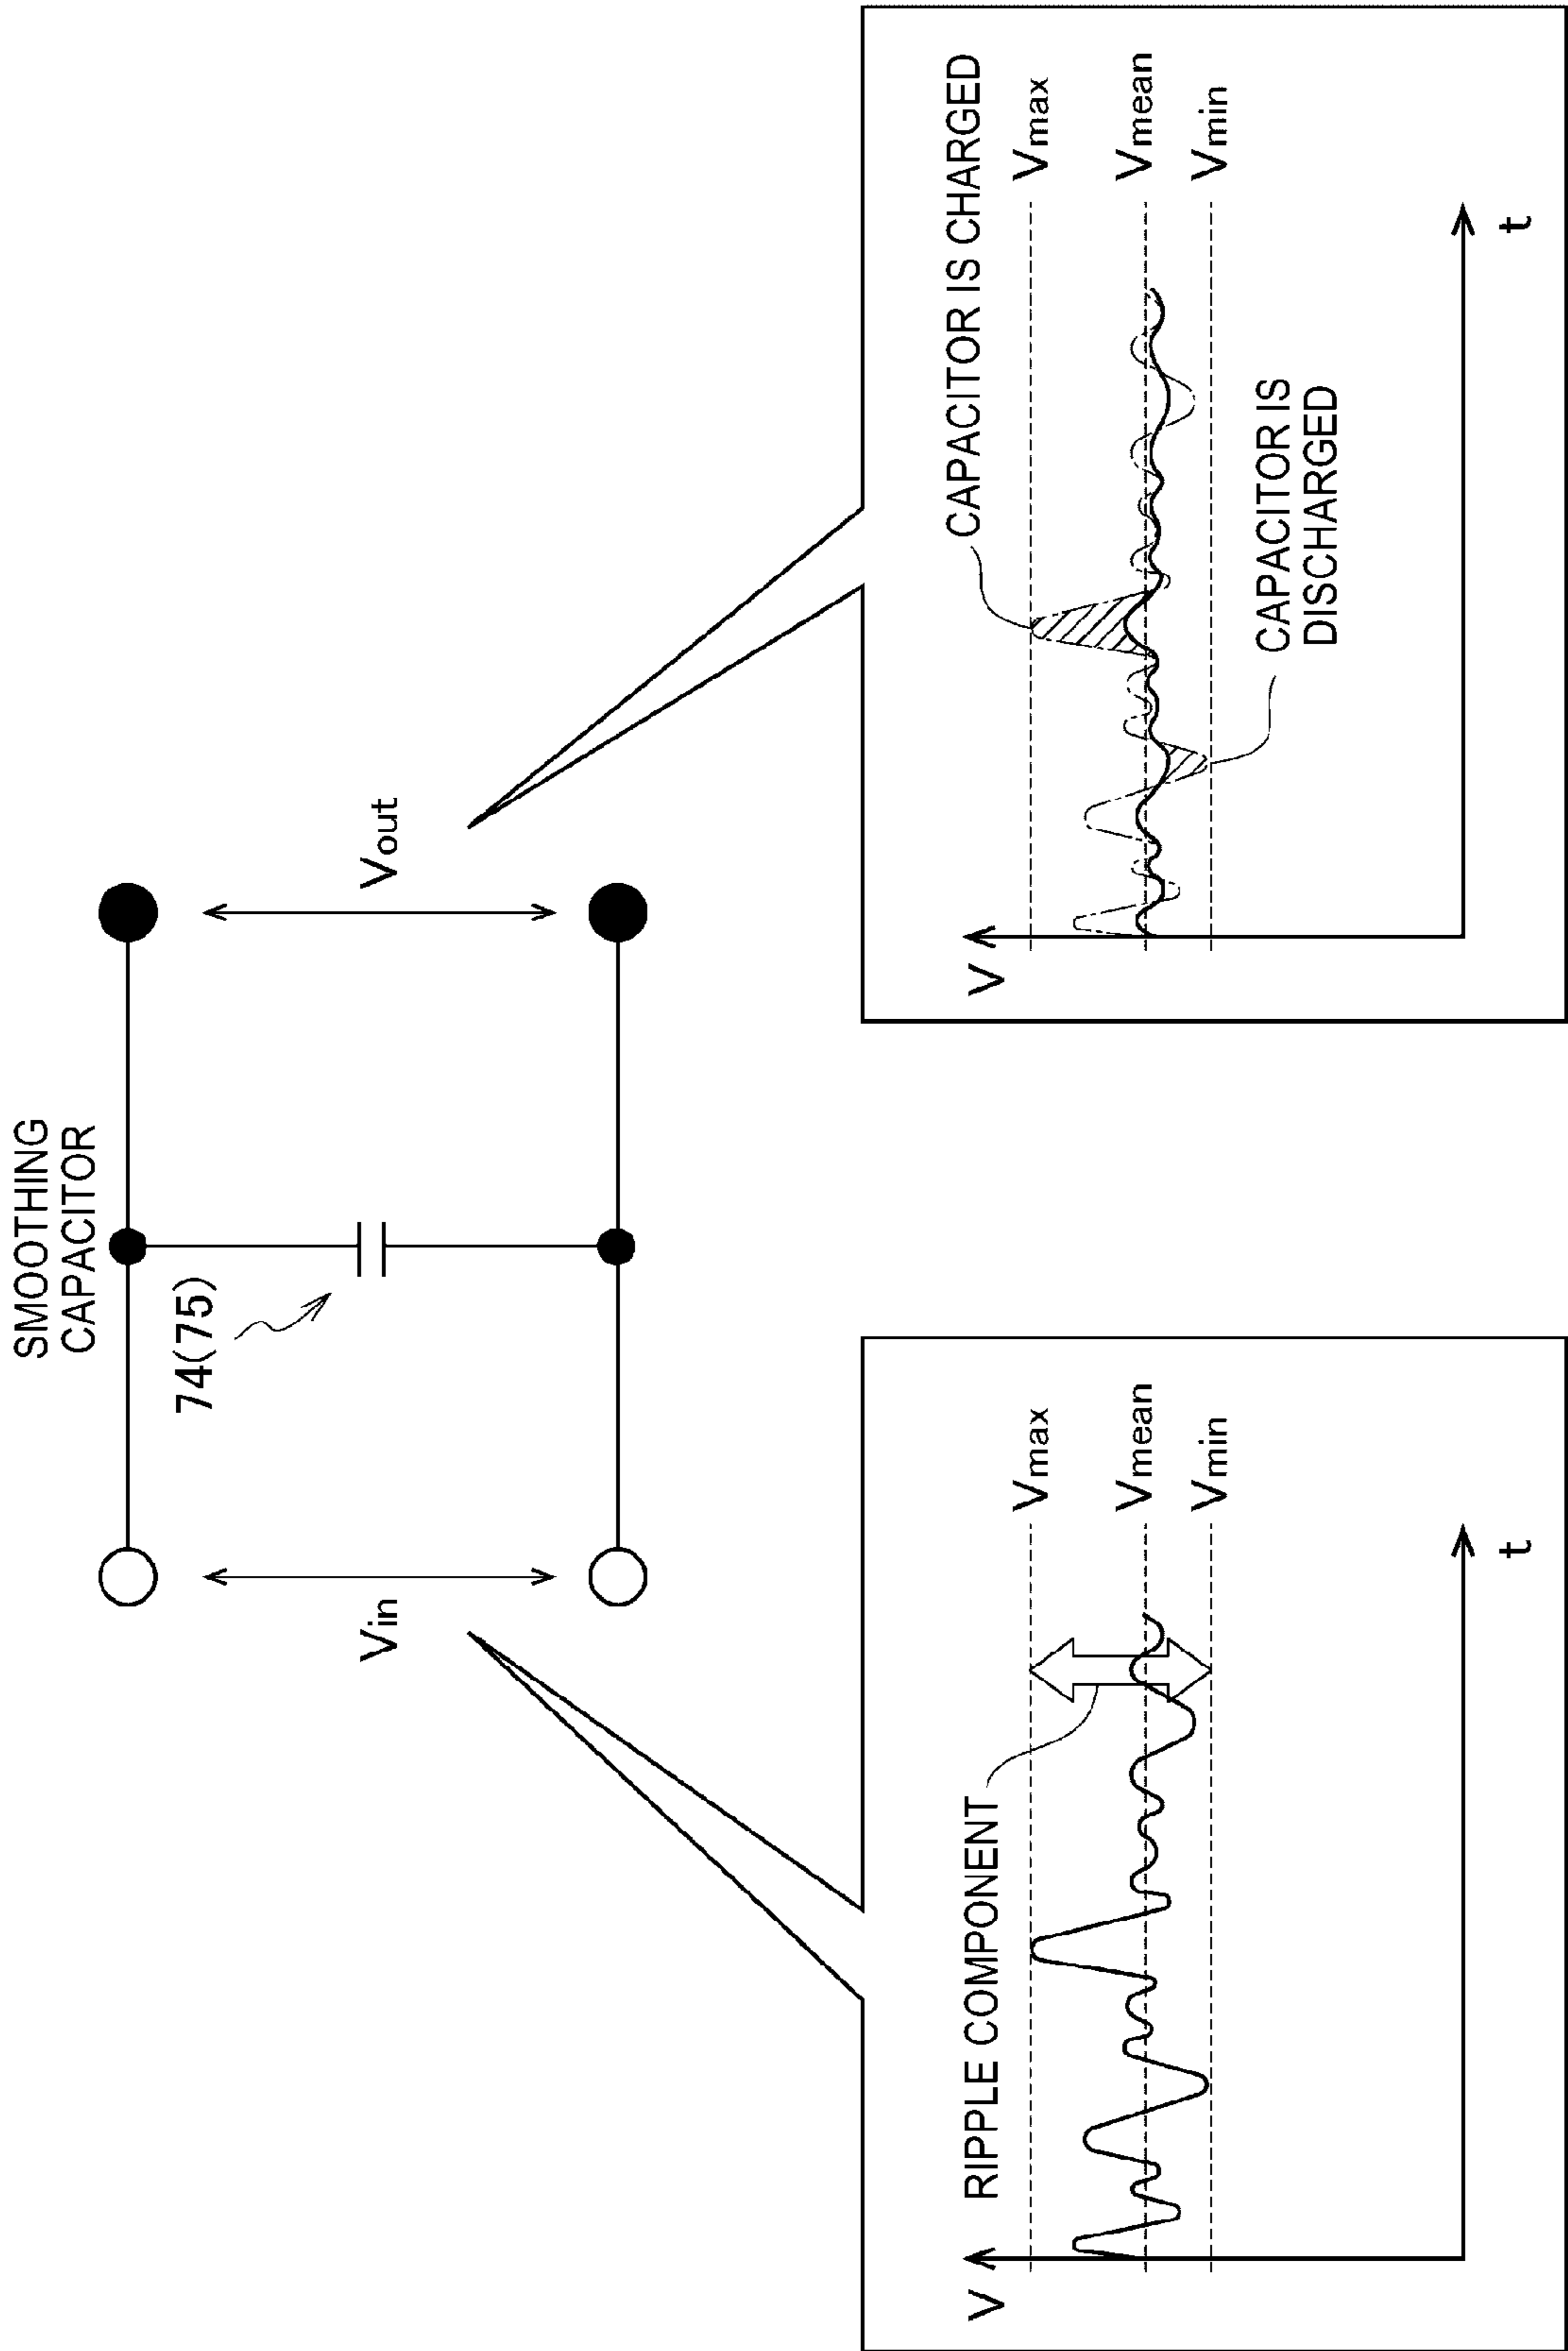 SMOOTHING
CAPACITOR
74(75)
Vin
Vout
V
RIPPLE COMPONENT
Vmax
Vmean
Vmin
t
V
CAPACITOR IS CHARGED
Vmax
Vmean
Vmin
CAPACITOR IS
DISCHARGED
t